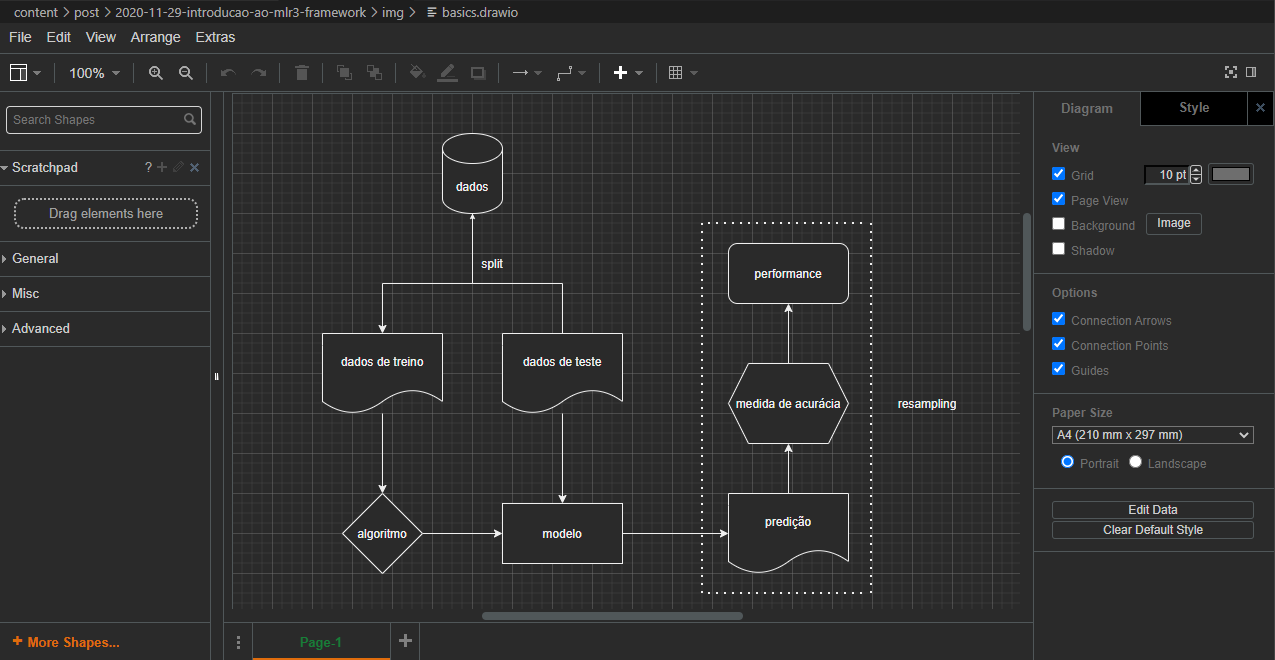 content > post > 2020-11-29-introducao-ao-mlr3-framework > img > basics.drawio
File Edit View Arrange Extras
100%
Search Shapes
Scratchpad ?
Drag elements here
General
Misc
Advanced
More Shapes...
dados
split
dados de treino
dados de teste
algoritmo
modelo
performance
medida de acurácia
predição
resampling
Page-1
Diagram Style
View
Grid 10 pt
Page View
Background Image
Shadow
Options
Connection Arrows
Connection Points
Guides
Paper Size
A4 (210 mm x 297 mm)
Portrait Landscape
Edit Data
Clear Default Style